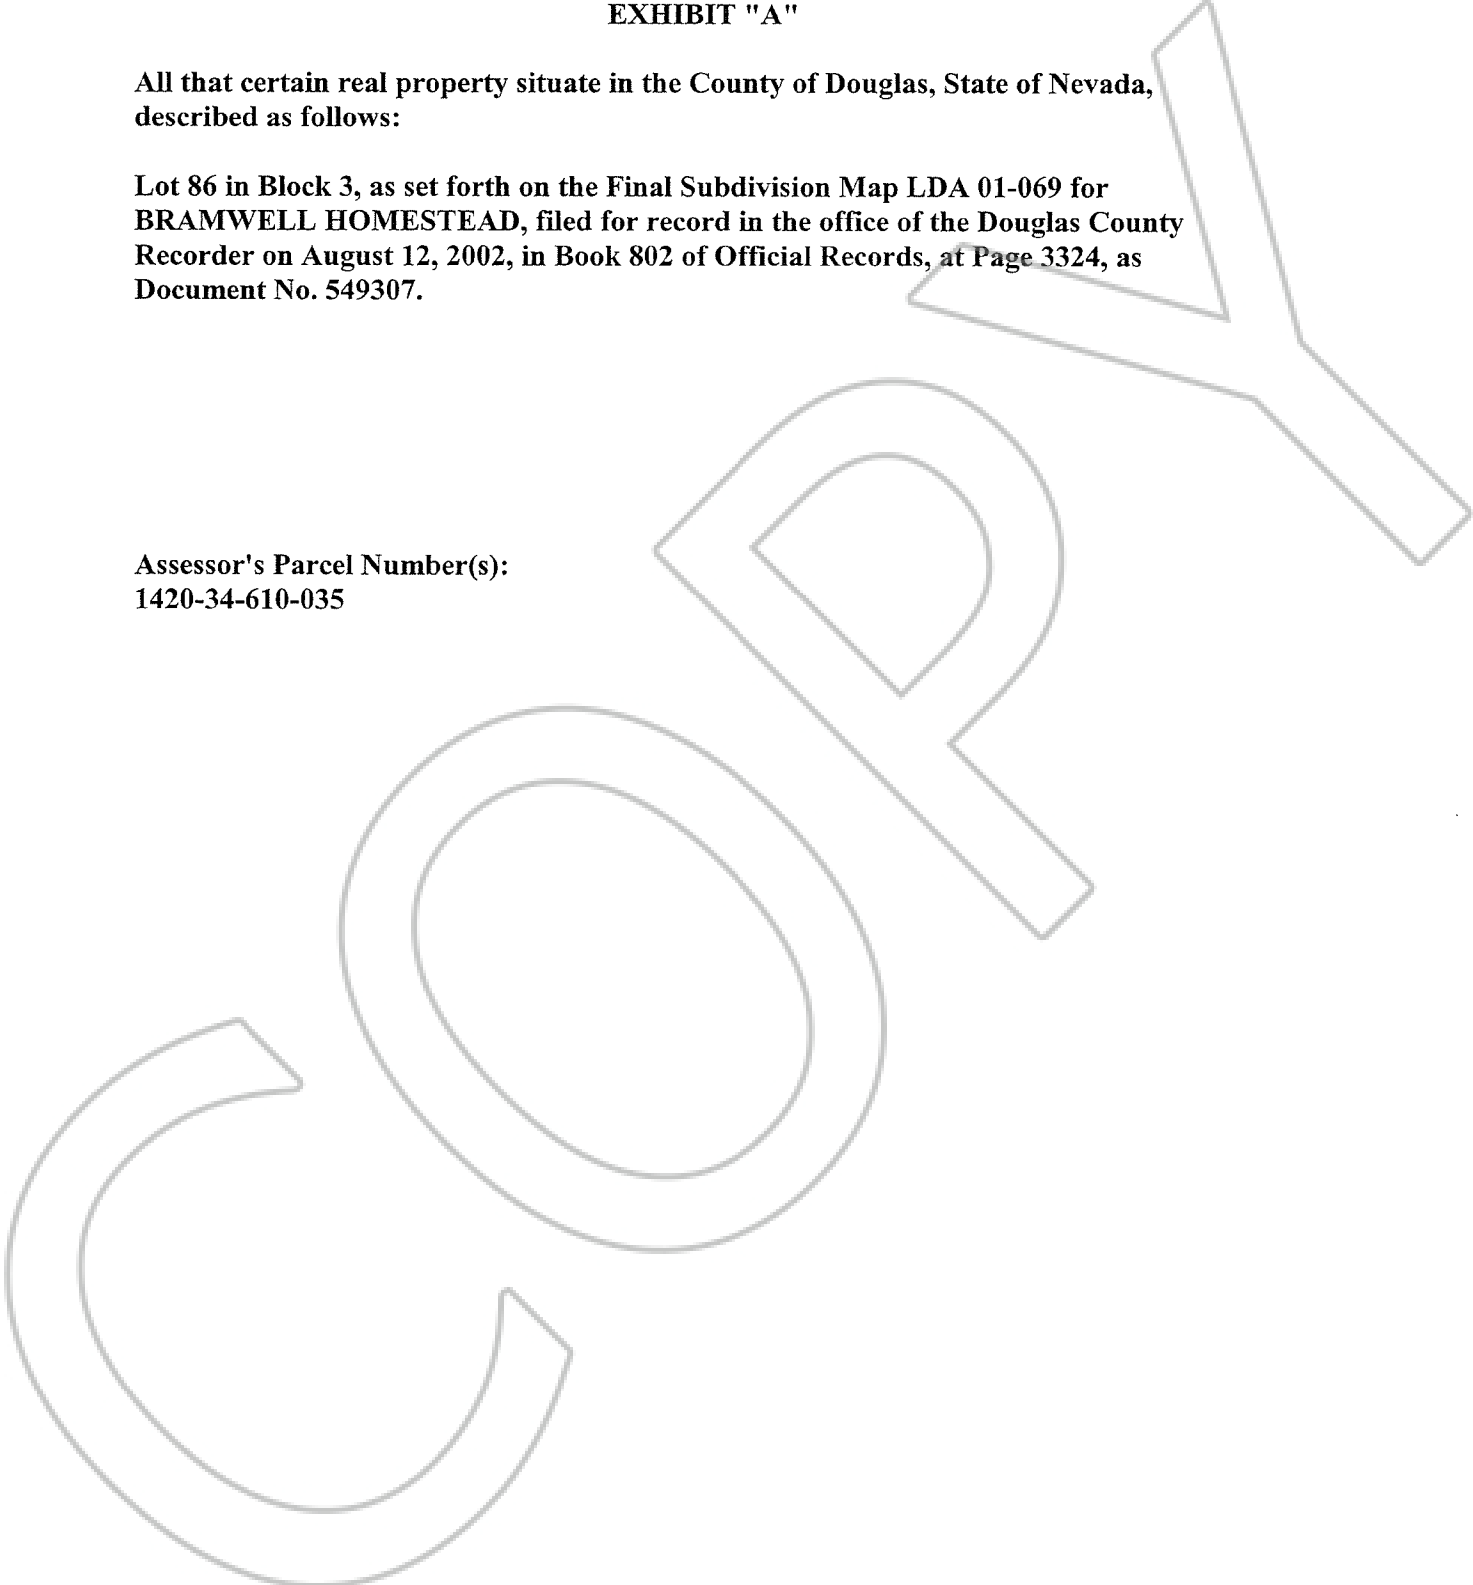 EXHIBIT "A"
All that certain real property situate in the County of Douglas, State of Nevada,
described as follows:
Lot 86 in Block 3, as set forth on the Final Subdivision Map LDA 01-069 for
BRAMWELL HOMESTEAD, filed for record in the office of the Douglas County
Recorder on August 12, 2002, in Book 802 of Official Records, at Page 3324, as
Document No. 549307.
Assessor's Parcel Number(s):
1420-34-610-035
COPY